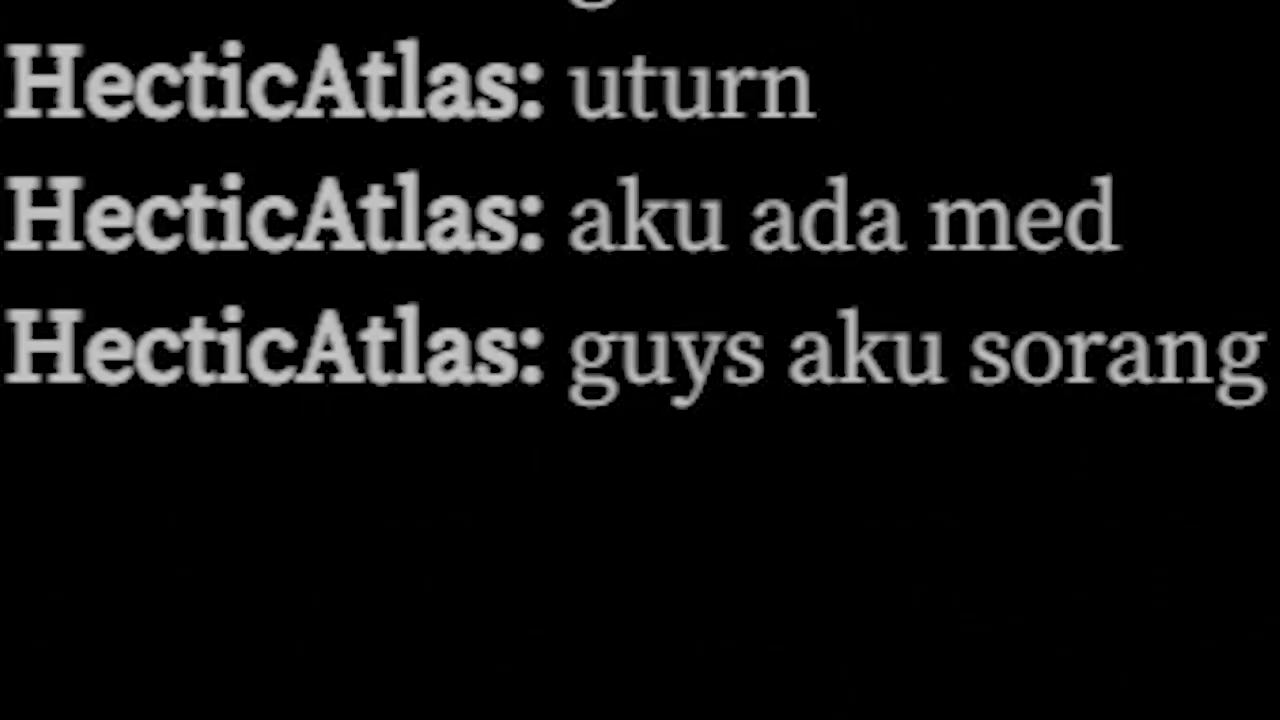 HecticAtlas: uturn
HecticAtlas: aku ada med
HecticAtlas: guys aku sorang